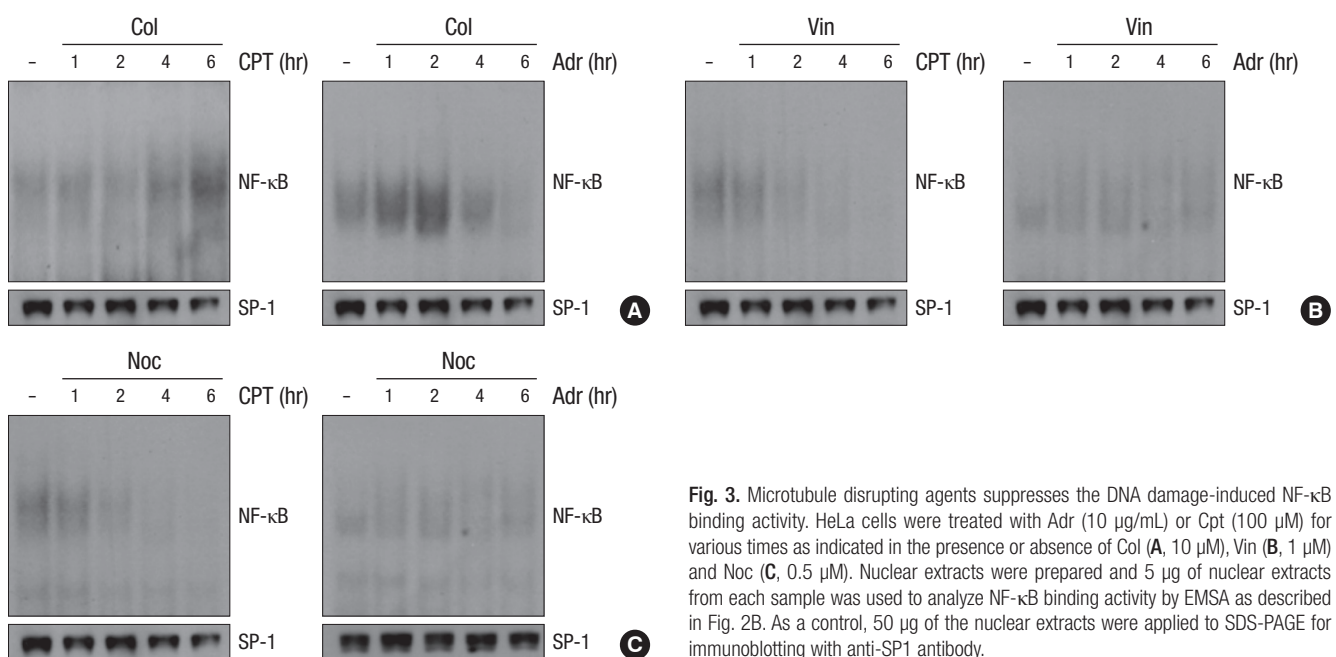 Col
– 1 2 4 6 CPT (hr)
NF-κB
SP-1
Col
– 1 2 4 6 Adr (hr)
NF-κB
SP-1
A
Vin
– 1 2 4 6 CPT (hr)
NF-κB
SP-1
Vin
– 1 2 4 6 Adr (hr)
NF-κB
SP-1
B
Noc
– 1 2 4 6 CPT (hr)
NF-κB
SP-1
Noc
– 1 2 4 6 Adr (hr)
NF-κB
SP-1
C
Fig. 3. Microtubule disrupting agents suppresses the DNA damage-induced NF-κB
binding activity. HeLa cells were treated with Adr (10 μg/mL) or Cpt (100 μM) for
various times as indicated in the presence or absence of Col (A, 10 μM), Vin (B, 1 μM)
and Noc (C, 0.5 μM). Nuclear extracts were prepared and 5 μg of nuclear extracts
from each sample was used to analyze NF-κB binding activity by EMSA as described
in Fig. 2B. As a control, 50 μg of the nuclear extracts were applied to SDS-PAGE for
immunoblotting with anti-SP1 antibody.